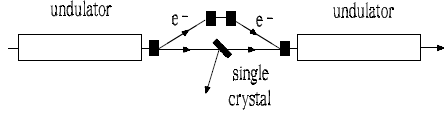 undulator
undulator
e−
e−
single
crystal